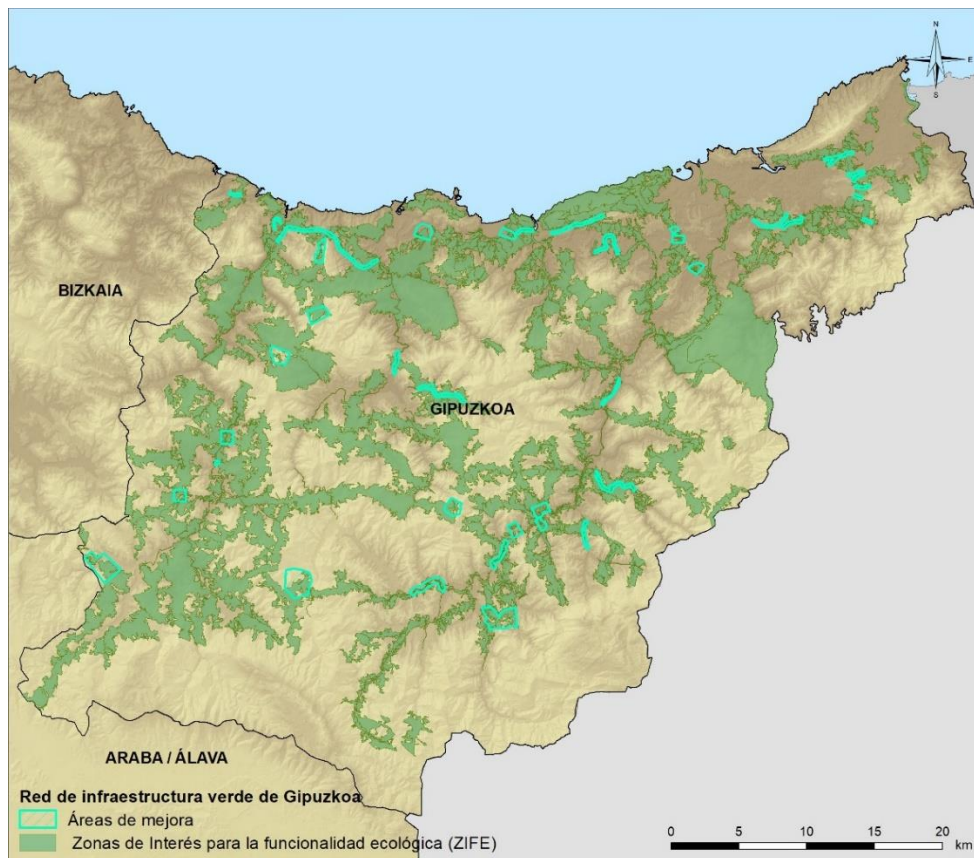 N
W
E
S
BIZKAIA
GIPUZKOA
ARABA / ÁLAVA
Red de infraestructura verde de Gipuzkoa
Áreas de mejora
Zonas de Interés para la funcionalidad ecológica (ZIFE)
0 5 10 15 20
km